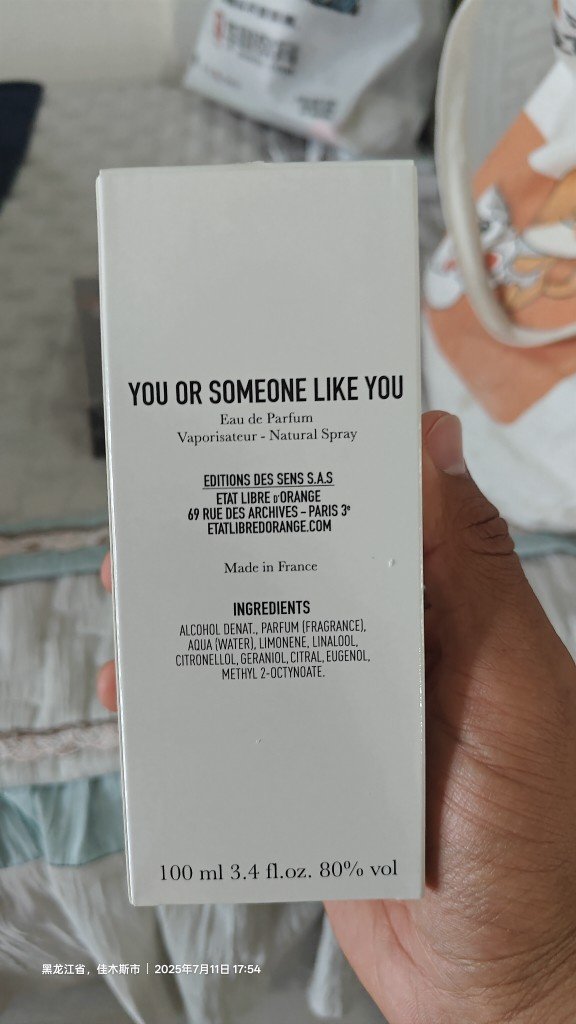 YOU OR SOMEONE LIKE YOU
Eau de Parfum
Vaporisateur - Natural Spray
EDITIONS DES SENS S.A.S
ETAT LIBRE D'ORANGE
69 RUE DES ARCHIVES – PARIS 3e
ETATLIBREDORANGE.COM
Made in France
INGREDIENTS
ALCOHOL DENAT., PARFUM (FRAGRANCE),
AQUA (WATER), LIMONENE, LINALOOL,
CITRONELLOL, GERANIOL, CITRAL, EUGENOL,
METHYL 2-OCTYNOATE.
100 ml 3.4 fl.oz. 80% vol
黑龙江省，佳木斯市｜2025年7月11日 17:54